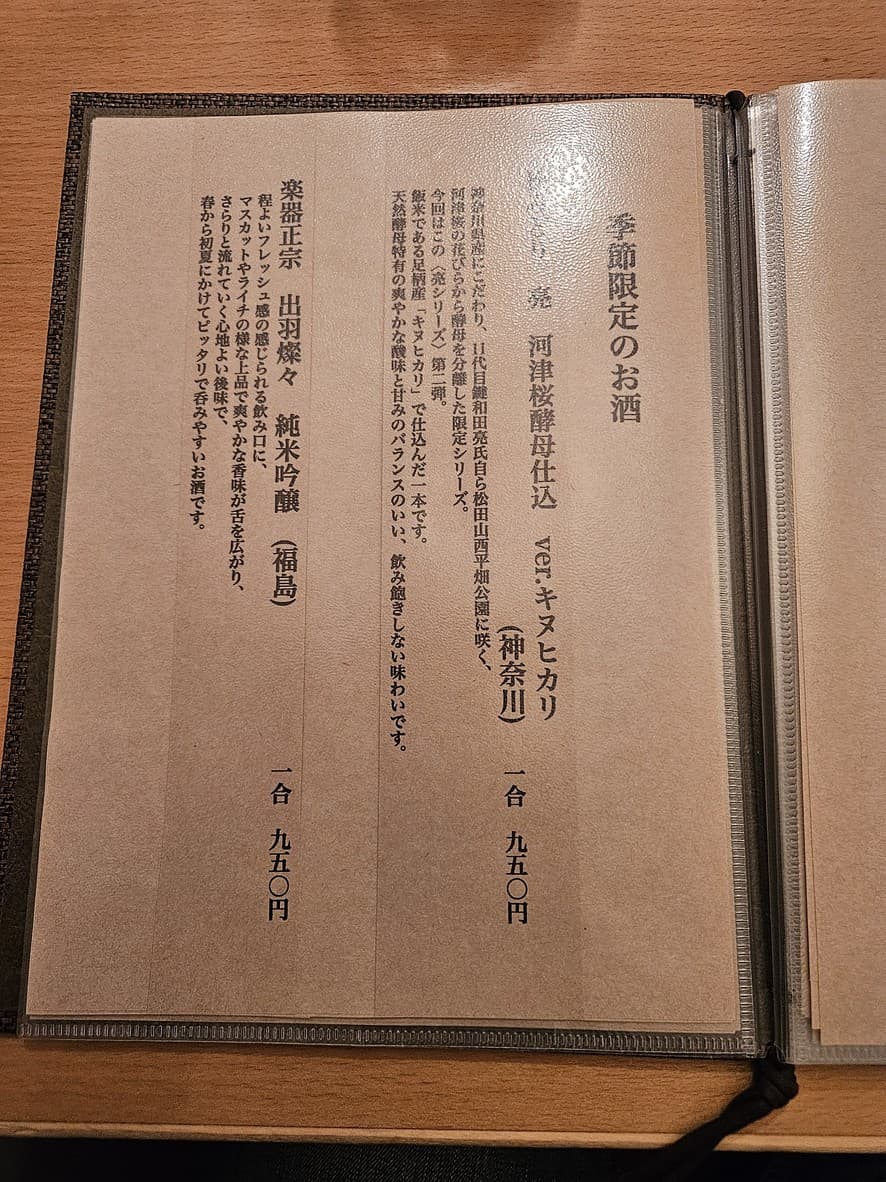 季節限定のお酒
亮 河津桜酵母仕込 ver.キヌヒカリ
(神奈川) 一合 九五〇円
神奈川県産にこだわり、11代目鍵和田亮氏自ら松田山西平畑公園に咲く、
河津桜の花びらから酵母を分離した限定シリーズ。
今回はこの〈亮シリーズ〉第二弾。
飯米である足柄産「キヌヒカリ」で仕込んだ一本です。
天然酵母特有の爽やかな酸味と甘みのバランスのいい、飲み飽きしない味わいです。
楽器正宗 出羽燦々 純米吟醸 (福島) 一合 九五〇円
程よいフレッシュ感の感じられる飲み口に、
マスカットやライチの様な上品で爽やかな香味が舌を広がり、
さらりと流れていく心地よい後味で、
春から初夏にかけてピッタリで呑みやすいお酒です。